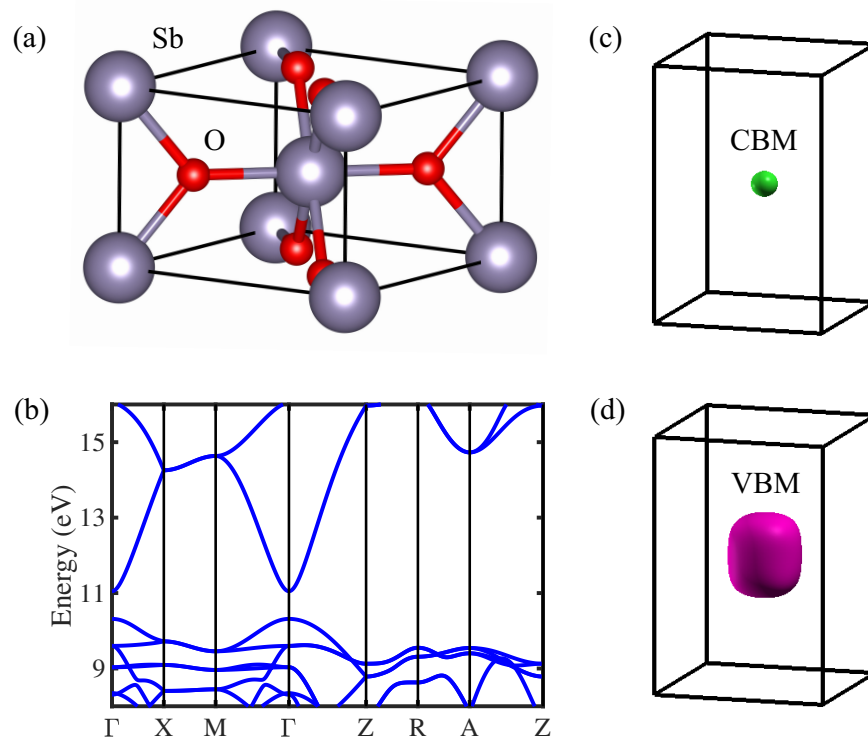 (a)
Sb
O
(c)
CBM
(b)
Energy (eV)
15
13
11
9
Γ X M Γ Z R A Z
(d)
VBM